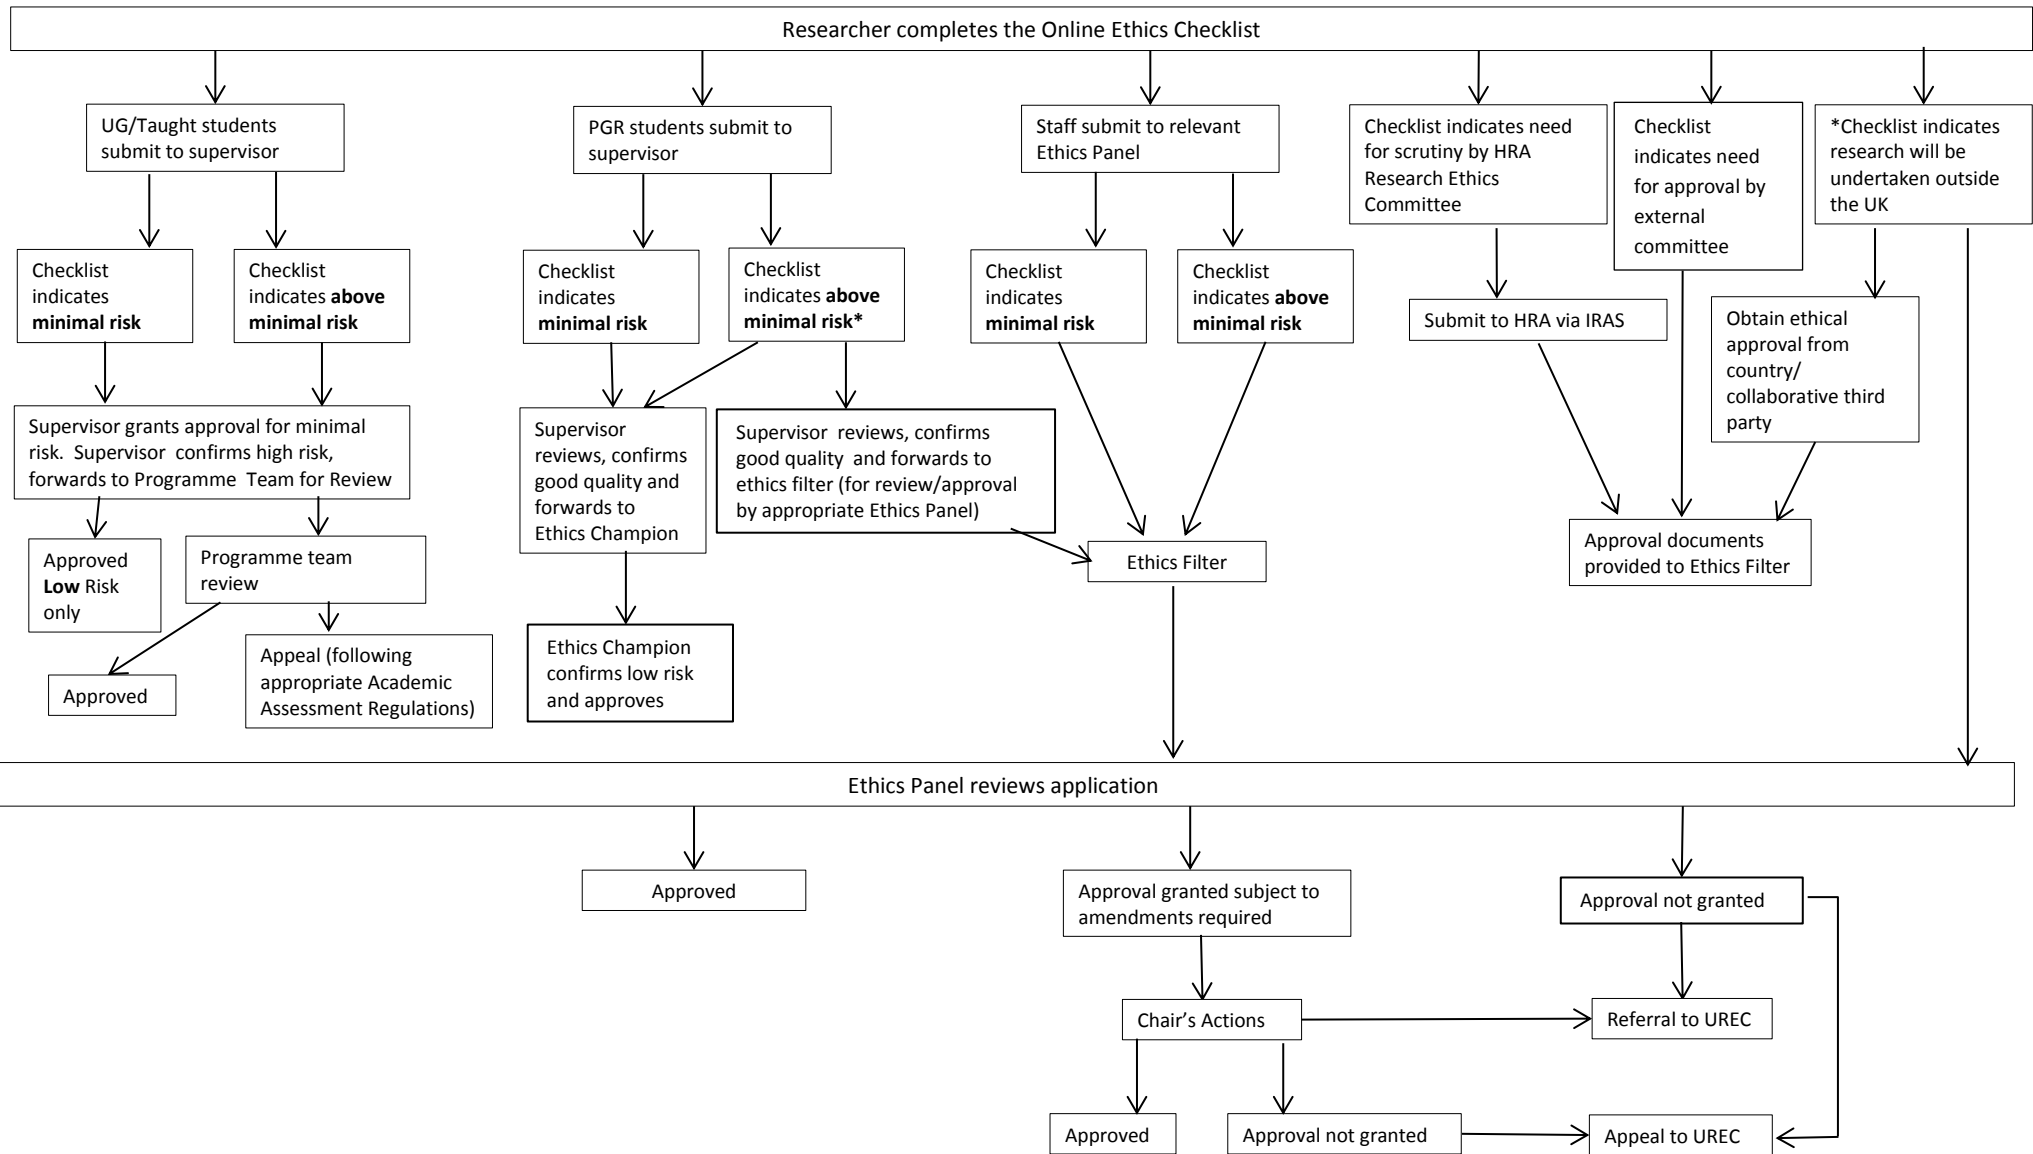 Researcher completes the Online Ethics Checklist
UG/Taught students
submit to supervisor
PGR students submit to
supervisor
Staff submit to relevant
Ethics Panel
Checklist indicates need
for scrutiny by HRA
Research Ethics
Committee
Checklist
indicates need
for approval by
external
committee
*Checklist indicates
research will be
undertaken outside
the UK
Checklist
indicates
minimal risk
Checklist
indicates above
minimal risk
Checklist
indicates
minimal risk
Checklist
indicates above
minimal risk*
Checklist
indicates
minimal risk
Checklist
indicates above
minimal risk
Submit to HRA via IRAS
Obtain ethical
approval from
country/
collaborative third
party
Supervisor grants approval for minimal
risk. Supervisor confirms high risk,
forwards to Programme Team for Review
Supervisor
reviews, confirms
good quality and
forwards to
Ethics Champion
Supervisor reviews, confirms
good quality and forwards to
ethics filter (for review/approval
by appropriate Ethics Panel)
Approved
Low Risk
only
Programme team
review
Ethics Filter
Approval documents
provided to Ethics Filter
Approved
Appeal (following
appropriate Academic
Assessment Regulations)
Ethics Champion
confirms low risk
and approves
Ethics Panel reviews application
Approved
Approval granted subject to
amendments required
Approval not granted
Chair’s Actions
Referral to UREC
Approved
Approval not granted
Appeal to UREC